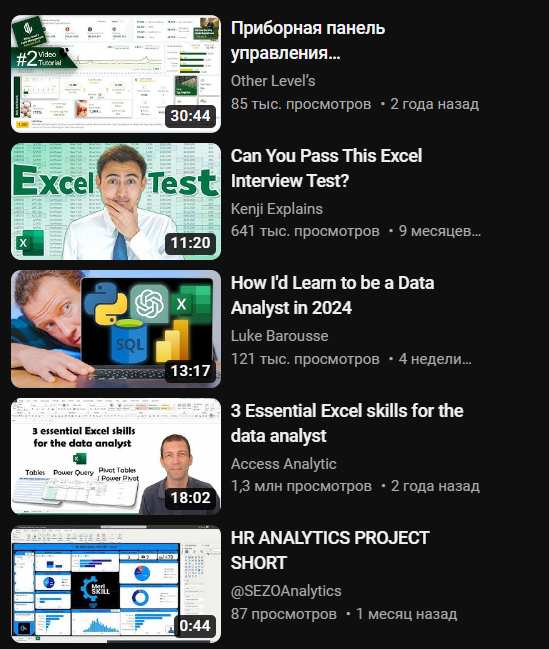 #2 Video
Tutorial
30:44
Приборная панель
управления…
Other Level's
85 тыс. просмотров • 2 года назад
Excel Test
11:20
Can You Pass This Excel
Interview Test?
Kenji Explains
641 тыс. просмотров • 9 месяцев…
SQL
13:17
How I'd Learn to be a Data
Analyst in 2024
Luke Barousse
121 тыс. просмотров • 4 недели…
3 essential Excel skills
for the data analyst
Tables
Power Query
Pivot Tables
/ Power Pivot
18:02
3 Essential Excel skills for the
data analyst
Access Analytic
1,3 млн просмотров • 2 года назад
Meri
SKILL
0:44
HR ANALYTICS PROJECT
SHORT
@SEZOAnalytics
87 просмотров • 1 месяц назад